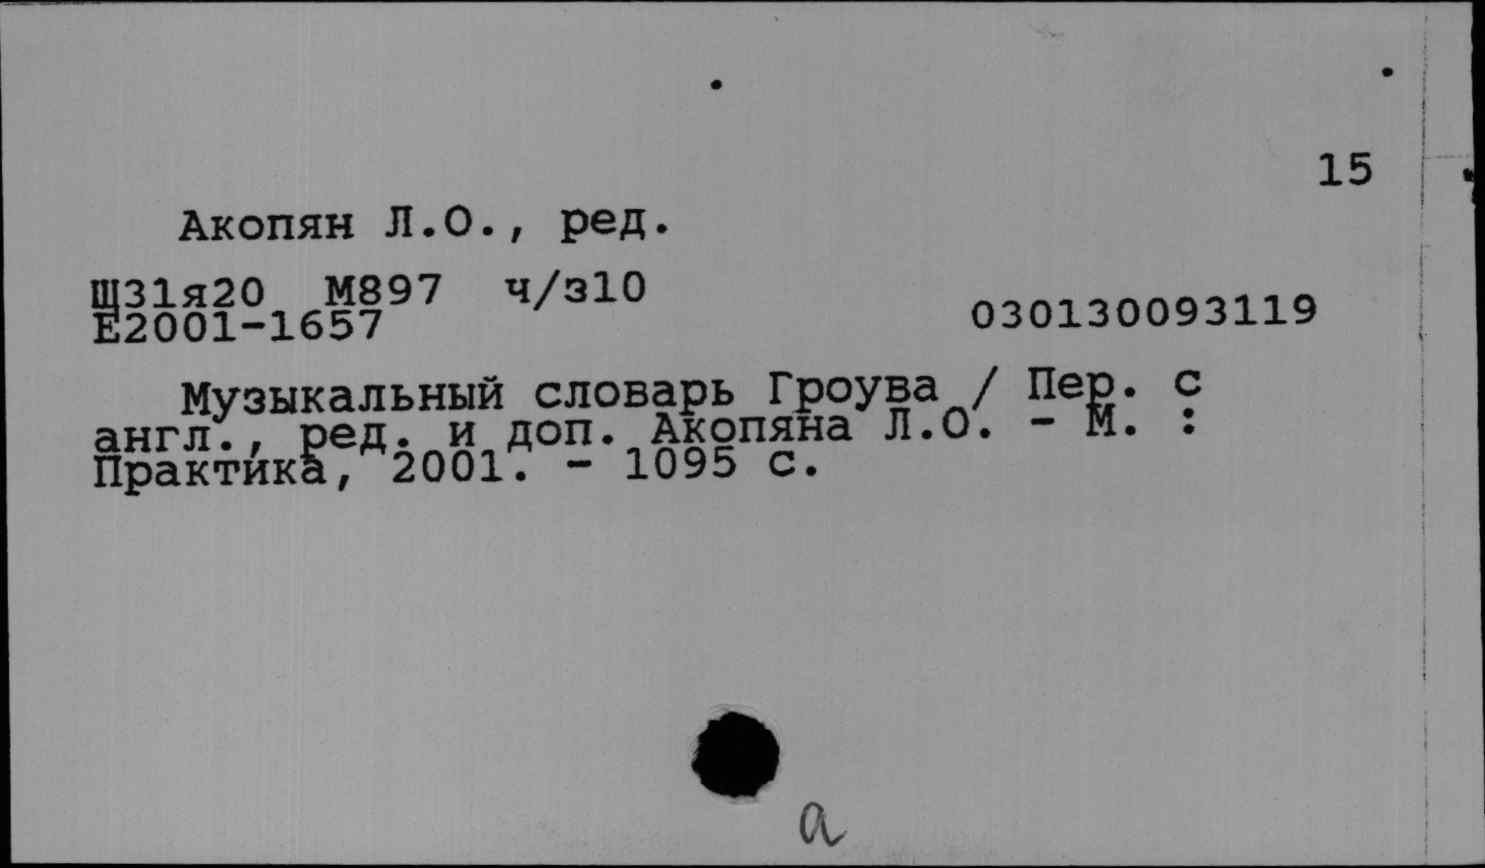 15
Акопян Л.О., ред.
Ш31я20 М897 ч/з10
Е2001-1657
030130093119
Музыкальный словарь Гроува / Пер. с
англ., ред. и доп. Акопяна Л.О. - М. :
Практика, 2001. - 1095 с.
а